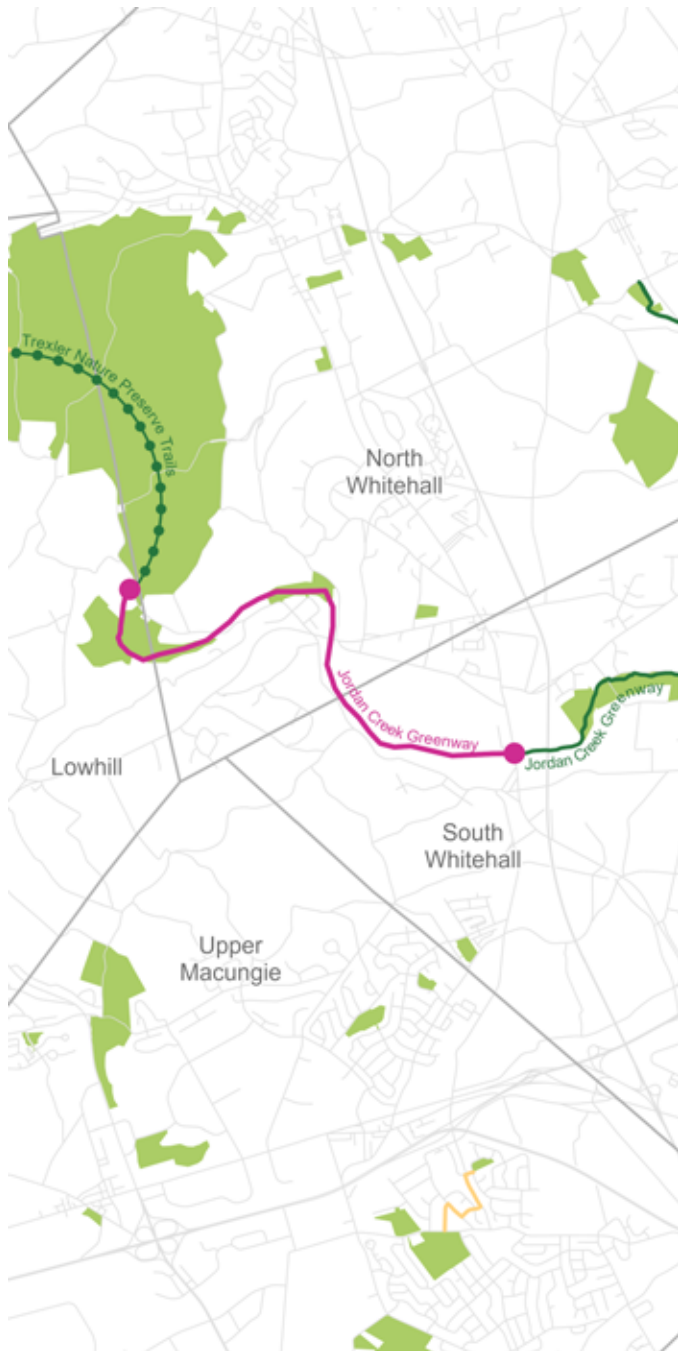 Trexler Nature Preserve Trails
North
Whitehall
Jordan Creek Greenway
Jordan Creek Greenway
Lowhill
South
Whitehall
Upper
Macungie